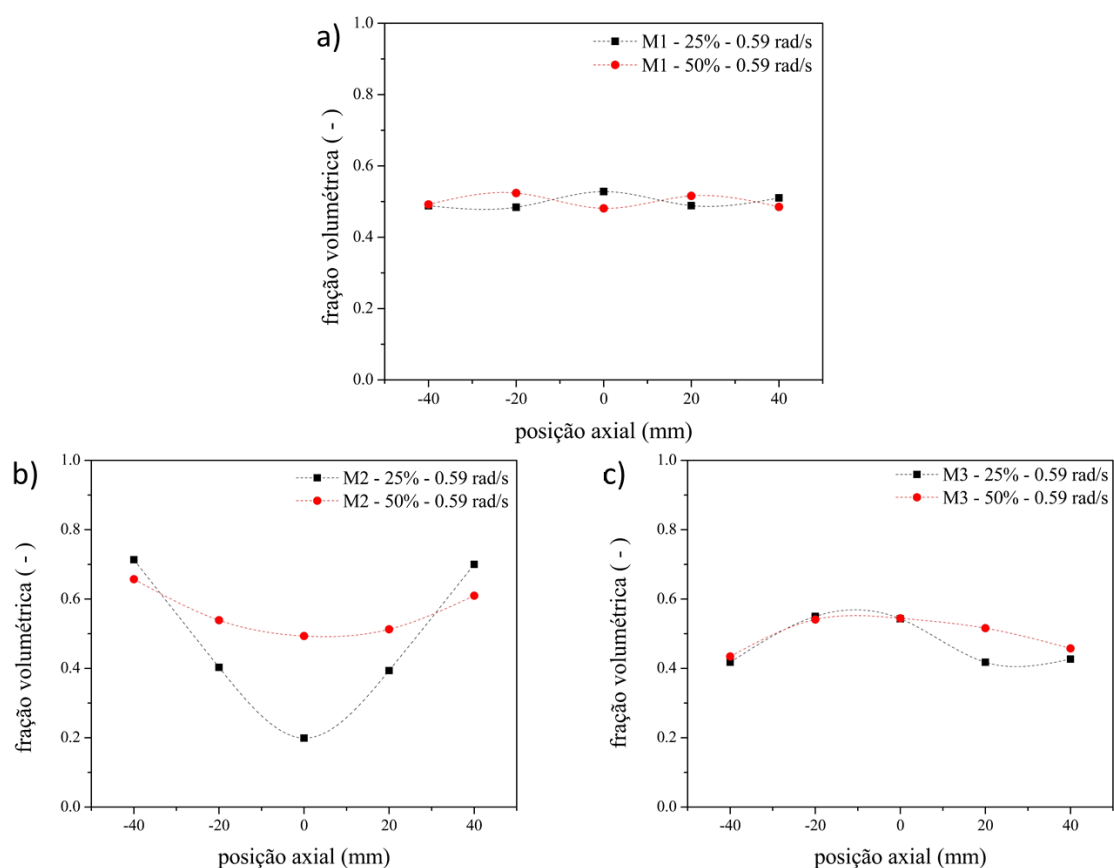 a)
M1 - 25% - 0.59 rad/s
M1 - 50% - 0.59 rad/s
fração volumétrica ( - )
1.0
0.8
0.6
0.4
0.2
0.0
-40 -20 0 20 40
posição axial (mm)
b)
M2 - 25% - 0.59 rad/s
M2 - 50% - 0.59 rad/s
fração volumétrica ( - )
1.0
0.8
0.6
0.4
0.2
0.0
-40 -20 0 20 40
posição axial (mm)
c)
M3 - 25% - 0.59 rad/s
M3 - 50% - 0.59 rad/s
fração volumétrica ( - )
1.0
0.8
0.6
0.4
0.2
0.0
-40 -20 0 20 40
posição axial (mm)